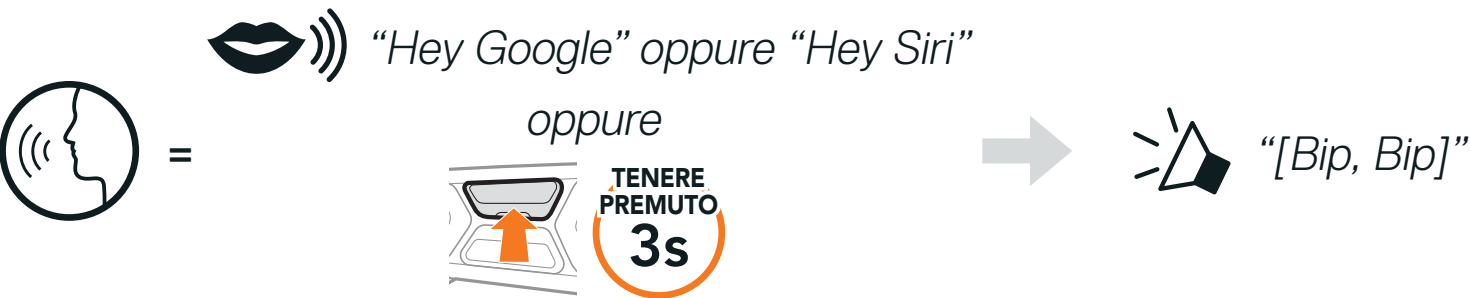 “Hey Google” oppure “Hey Siri”
oppure
=
TENERE
PREMUTO
3s
“[Bip, Bip]”